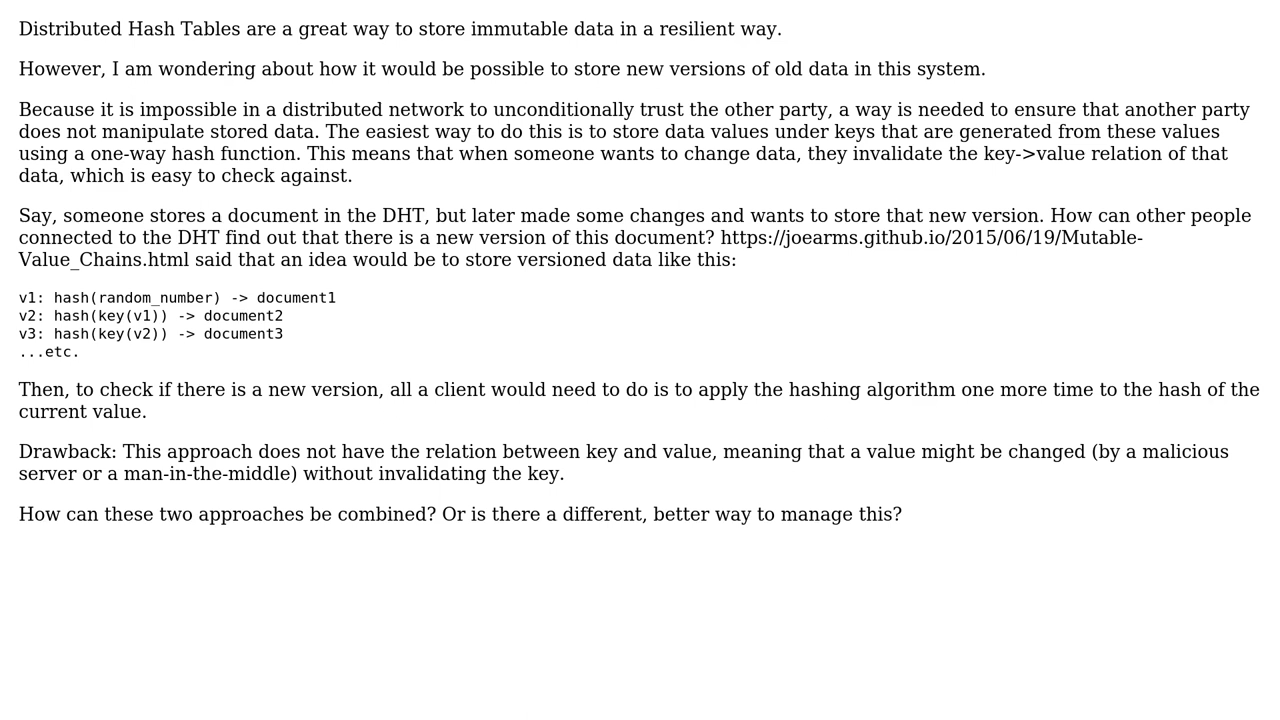 Distributed Hash Tables are a great way to store immutable data in a resilient way.
However, I am wondering about how it would be possible to store new versions of old data in this system.
Because it is impossible in a distributed network to unconditionally trust the other party, a way is needed to ensure that another party
does not manipulate stored data. The easiest way to do this is to store data values under keys that are generated from these values
using a one-way hash function. This means that when someone wants to change data, they invalidate the key->value relation of that
data, which is easy to check against.
Say, someone stores a document in the DHT, but later made some changes and wants to store that new version. How can other people
connected to the DHT find out that there is a new version of this document? https://joearms.github.io/2015/06/19/Mutable-
Value_Chains.html said that an idea would be to store versioned data like this:
v1: hash(random_number) -> document1
v2: hash(key(v1)) -> document2
v3: hash(key(v2)) -> document3
...etc.
Then, to check if there is a new version, all a client would need to do is to apply the hashing algorithm one more time to the hash of the
current value.
Drawback: This approach does not have the relation between key and value, meaning that a value might be changed (by a malicious
server or a man-in-the-middle) without invalidating the key.
How can these two approaches be combined? Or is there a different, better way to manage this?